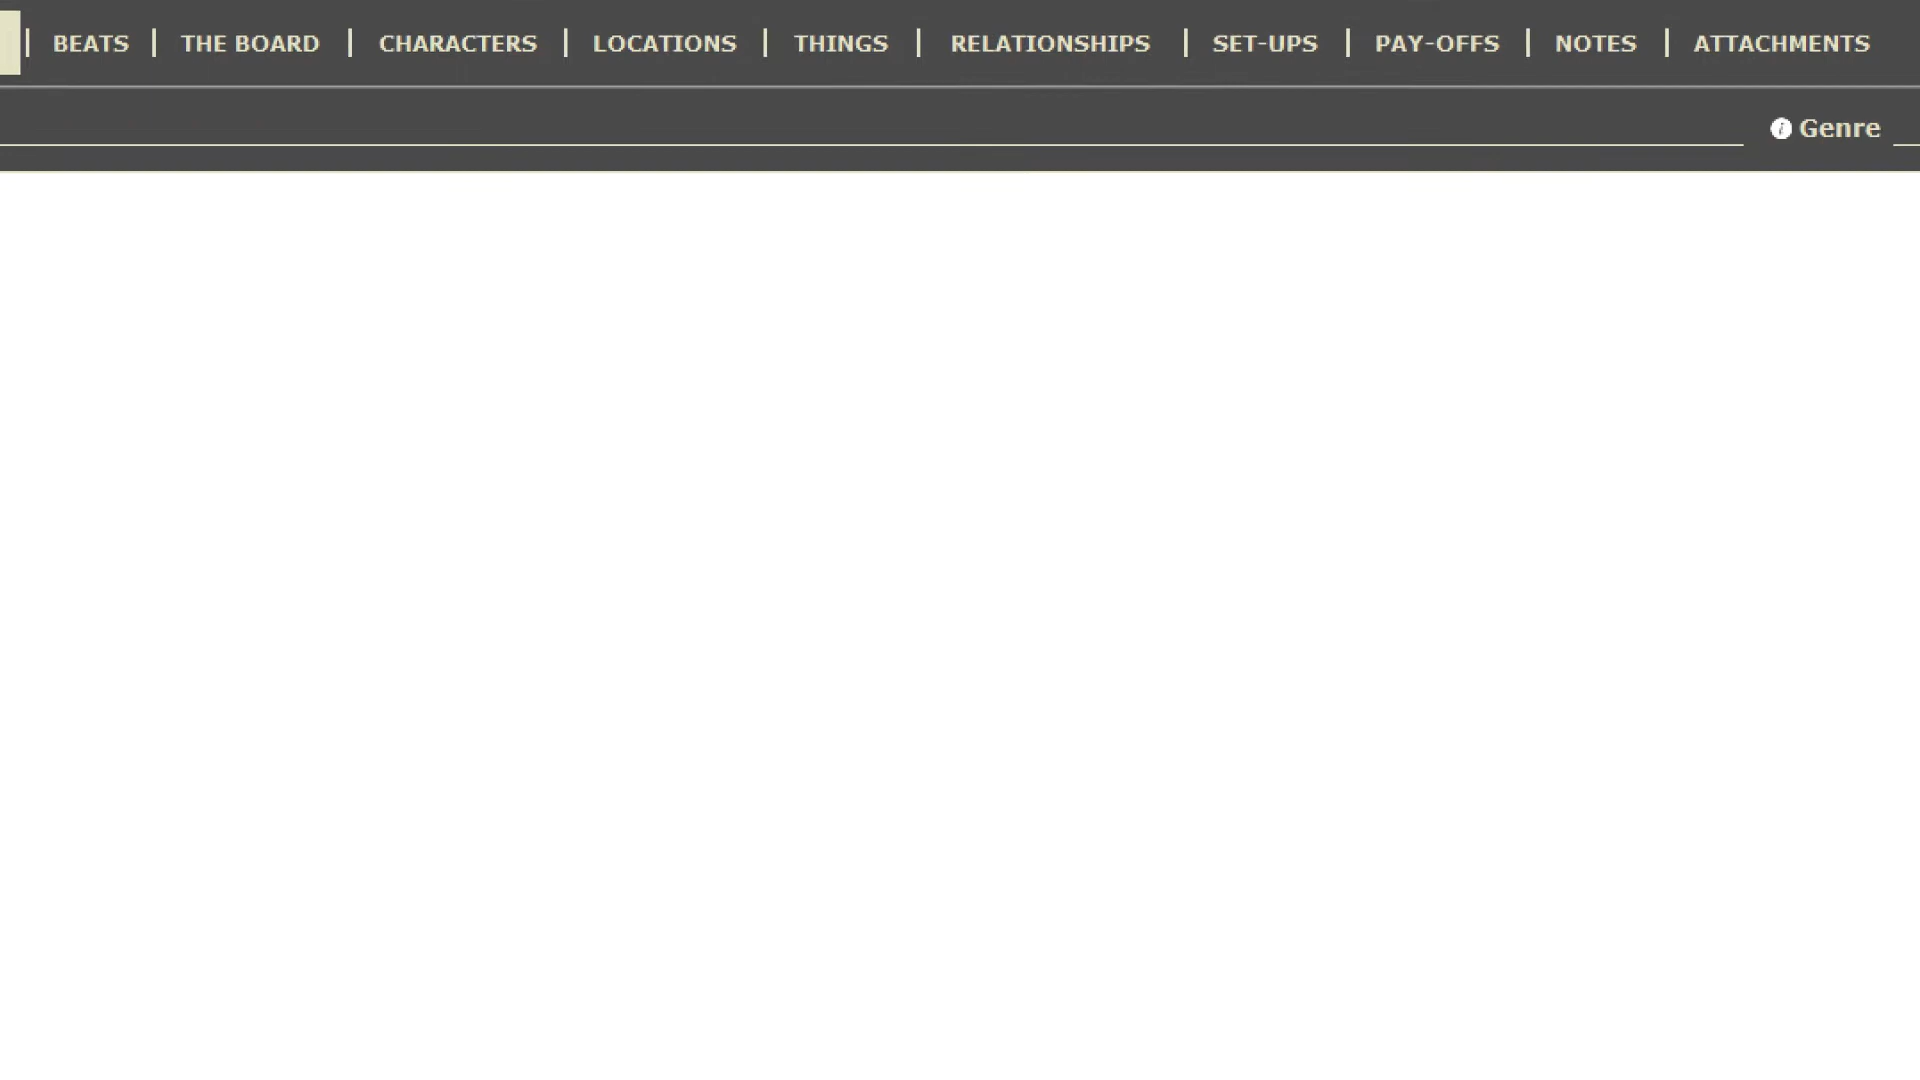 BEATS | THE BOARD | CHARACTERS | LOCATIONS | THINGS | RELATIONSHIPS | SET-UPS | PAY-OFFS | NOTES | ATTACHMENTS
Genre